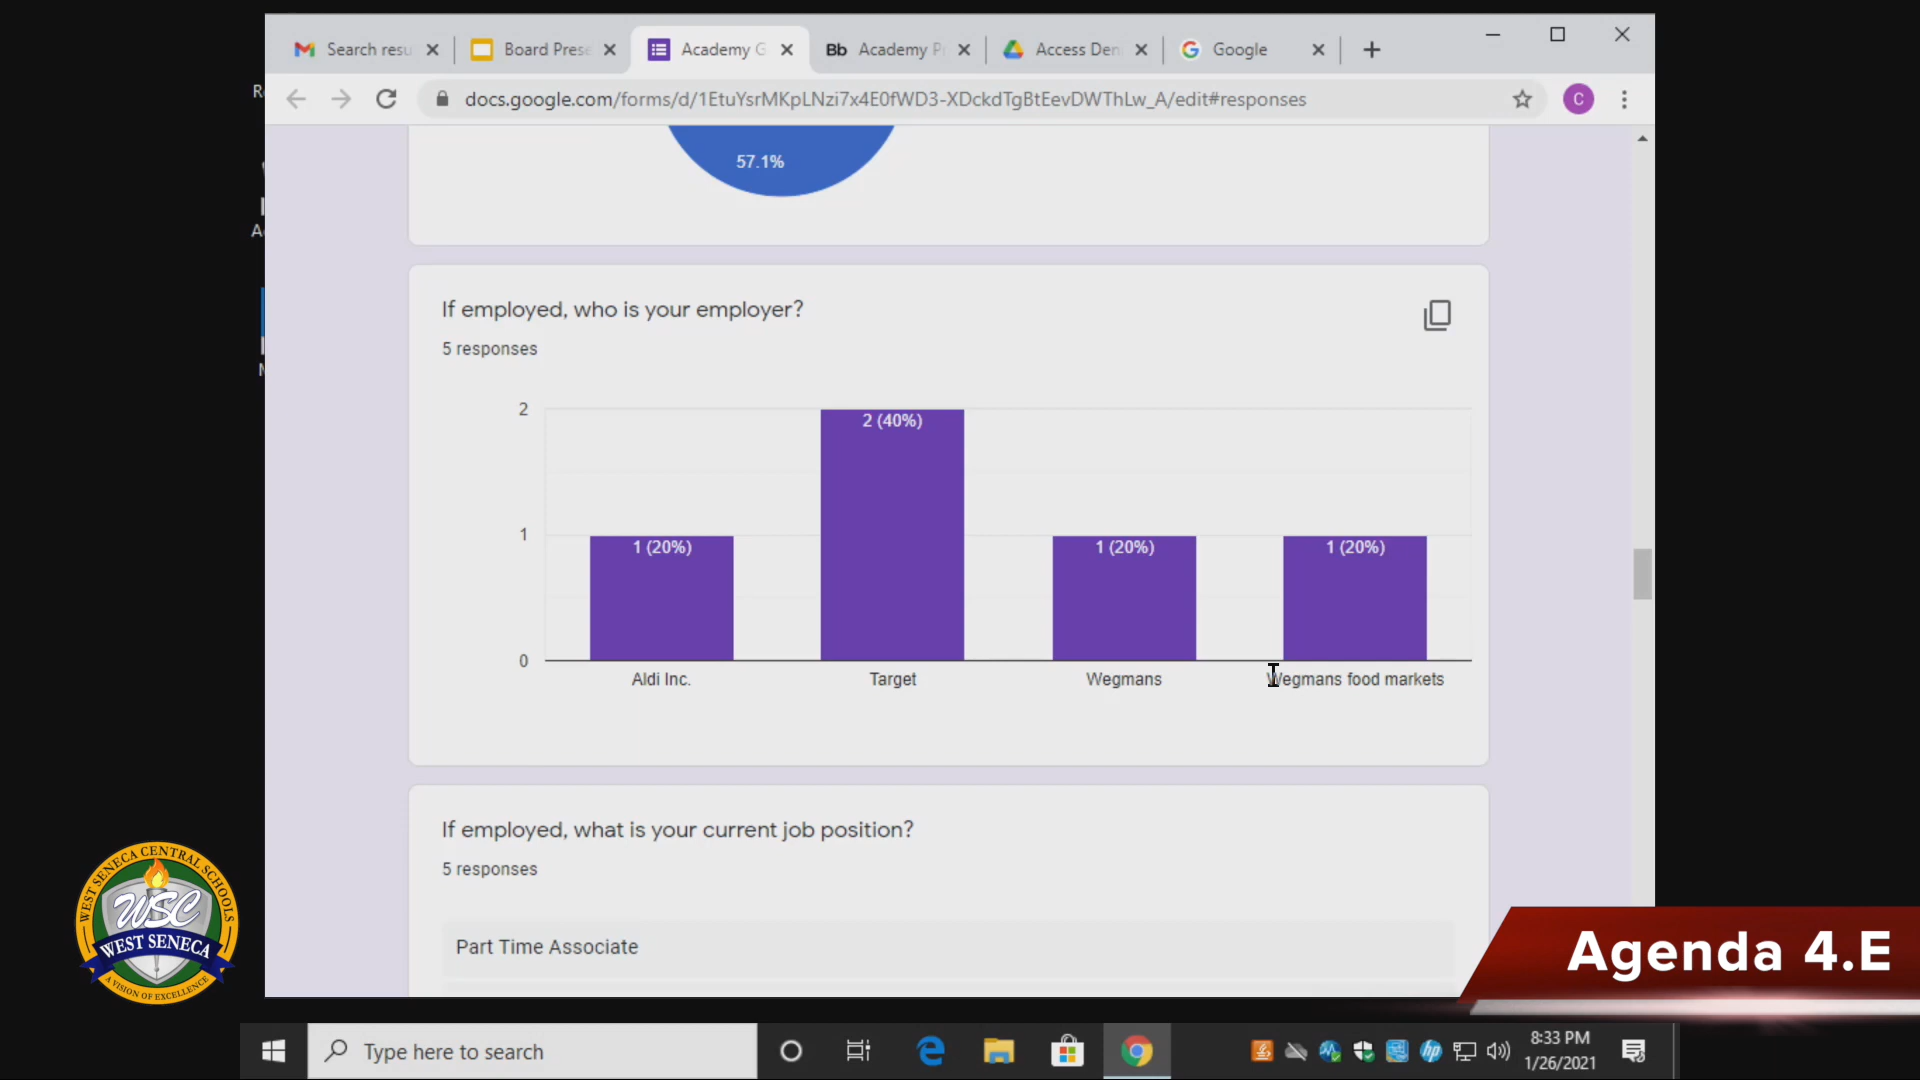 Search resu
Board Prese
Academy G
Bb Academy P
Access Den
Google
docs.google.com/forms/d/1EtuYsrMKpLNzi7x4E0fWD3-XDckdTgBtEevDWThLw_A/edit#responses
C
57.1%
If employed, who is your employer?
5 responses
2
1
0
1 (20%)
2 (40%)
1 (20%)
1 (20%)
Aldi Inc.
Target
Wegmans
Wegmans food markets
If employed, what is your current job position?
5 responses
Part Time Associate
WEST SENECA CENTRAL SCHOOLS
WSC
WEST SENECA
A VISION OF EXCELLENCE
Agenda 4.E
Type here to search
hp
8:33 PM
1/26/2021